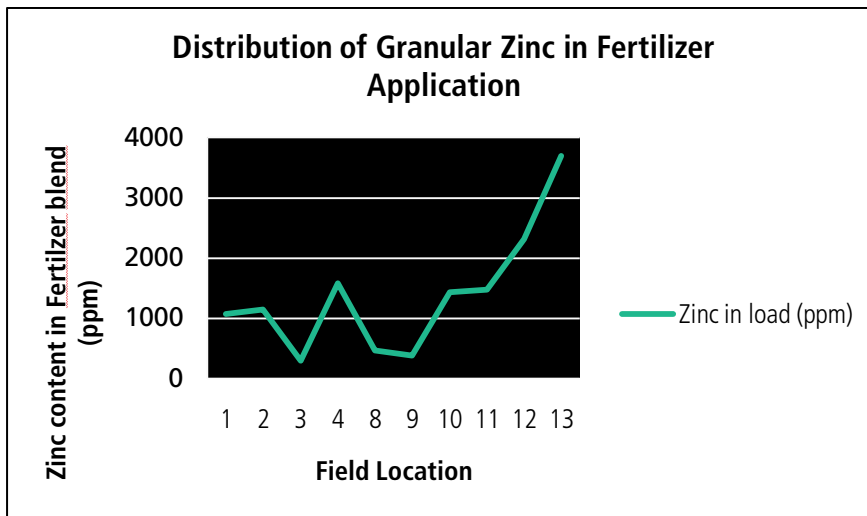 Distribution of Granular Zinc in Fertilizer
Application
Zinc content in Fertilzer blend
(ppm)
4000
3000
2000
1000
0
1 2 3 4 8 9 10 11 12 13
Field Location
Zinc in load (ppm)